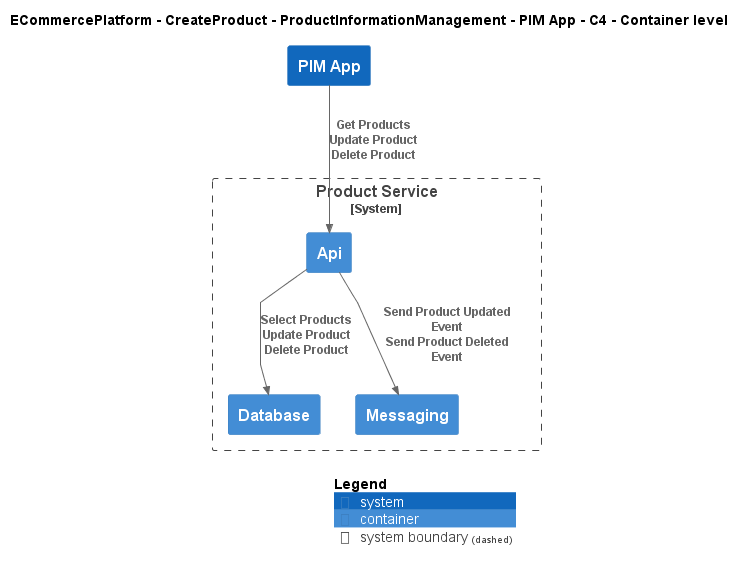 ECommercePlatform - CreateProduct - ProductInformationManagement - PIM App - C4 - Container level
PIM App
Get Products
Update Product
Delete Product
Product Service
[System]
Api
Select Products
Update Product
Delete Product
Send Product Updated
Event
Send Product Deleted
Event
Database
Messaging
Legend
system
container
system boundary (dashed)